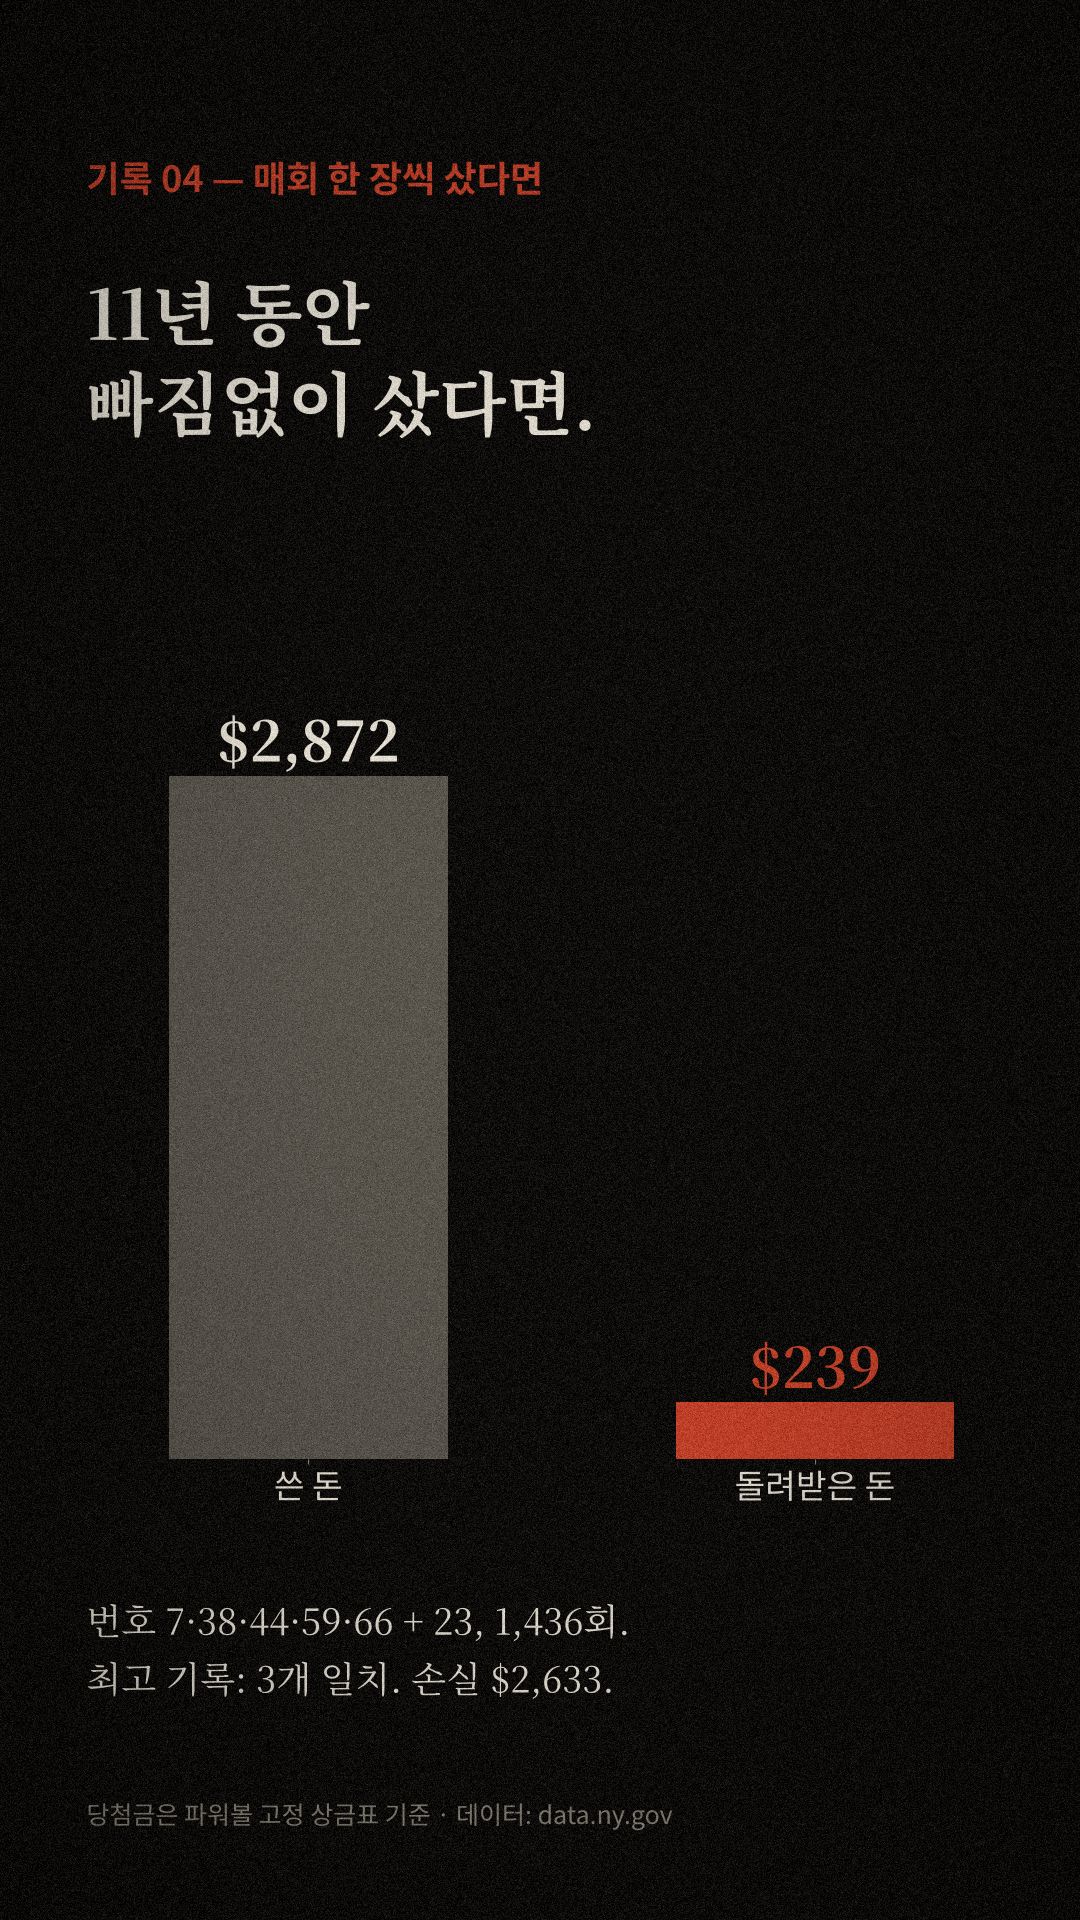 기록 04 — 매회 한 장씩 샀다면
11년 동안
빠짐없이 샀다면.
$2,872
$239
쓴 돈
돌려받은 돈
번호 7·38·44·59·66 + 23, 1,436회.
최고 기록: 3개 일치. 손실 $2,633.
당첨금은 파워볼 고정 상금표 기준 · 데이터: data.ny.gov